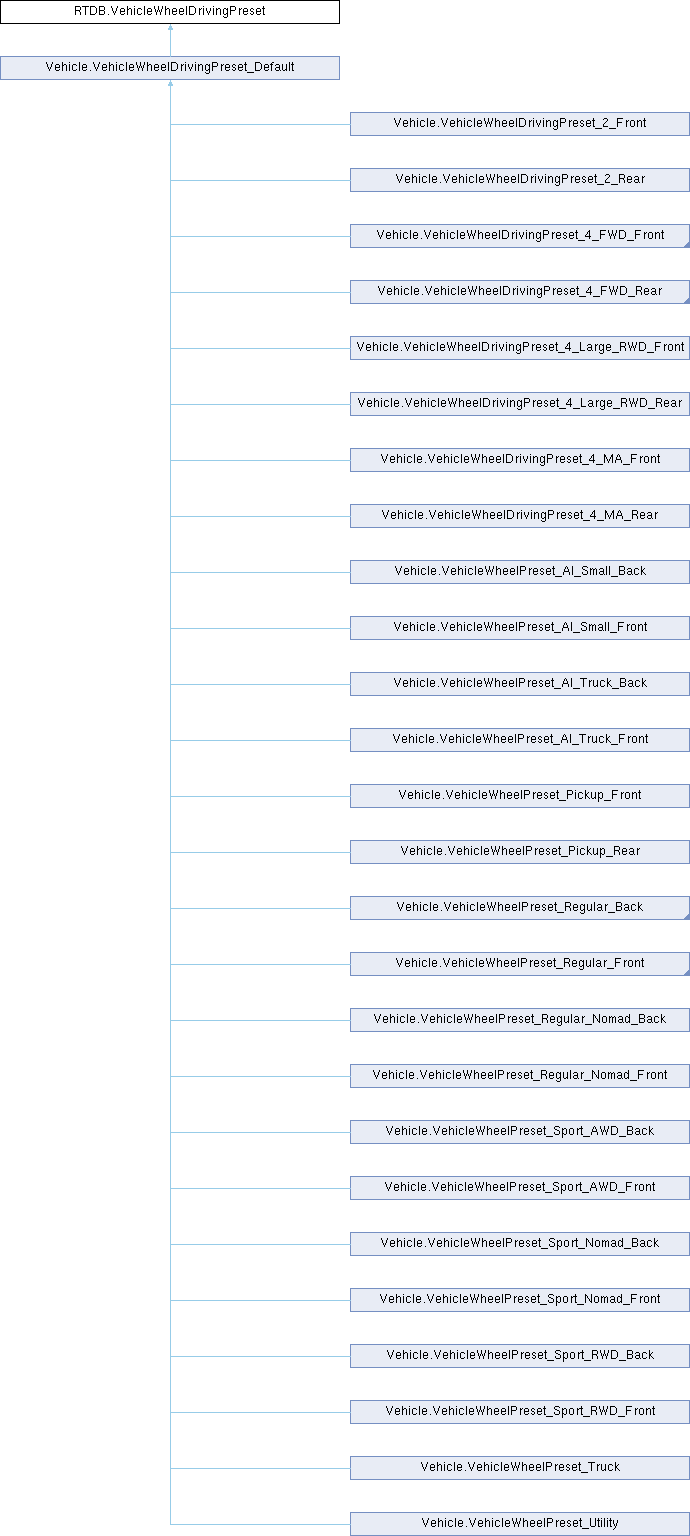 RTDB.VehicleWheelDrivingPreset
Vehicle.VehicleWheelDrivingPreset_Default
Vehicle.VehicleWheelDrivingPreset_2_Front
Vehicle.VehicleWheelDrivingPreset_2_Rear
Vehicle.VehicleWheelDrivingPreset_4_FWD_Front
Vehicle.VehicleWheelDrivingPreset_4_FWD_Rear
Vehicle.VehicleWheelDrivingPreset_4_Large_RWD_Front
Vehicle.VehicleWheelDrivingPreset_4_Large_RWD_Rear
Vehicle.VehicleWheelDrivingPreset_4_MA_Front
Vehicle.VehicleWheelDrivingPreset_4_MA_Rear
Vehicle.VehicleWheelPreset_AI_Small_Back
Vehicle.VehicleWheelPreset_AI_Small_Front
Vehicle.VehicleWheelPreset_AI_Truck_Back
Vehicle.VehicleWheelPreset_AI_Truck_Front
Vehicle.VehicleWheelPreset_Pickup_Front
Vehicle.VehicleWheelPreset_Pickup_Rear
Vehicle.VehicleWheelPreset_Regular_Back
Vehicle.VehicleWheelPreset_Regular_Front
Vehicle.VehicleWheelPreset_Regular_Nomad_Back
Vehicle.VehicleWheelPreset_Regular_Nomad_Front
Vehicle.VehicleWheelPreset_Sport_AWD_Back
Vehicle.VehicleWheelPreset_Sport_AWD_Front
Vehicle.VehicleWheelPreset_Sport_Nomad_Back
Vehicle.VehicleWheelPreset_Sport_Nomad_Front
Vehicle.VehicleWheelPreset_Sport_RWD_Back
Vehicle.VehicleWheelPreset_Sport_RWD_Front
Vehicle.VehicleWheelPreset_Truck
Vehicle.VehicleWheelPreset_Utility